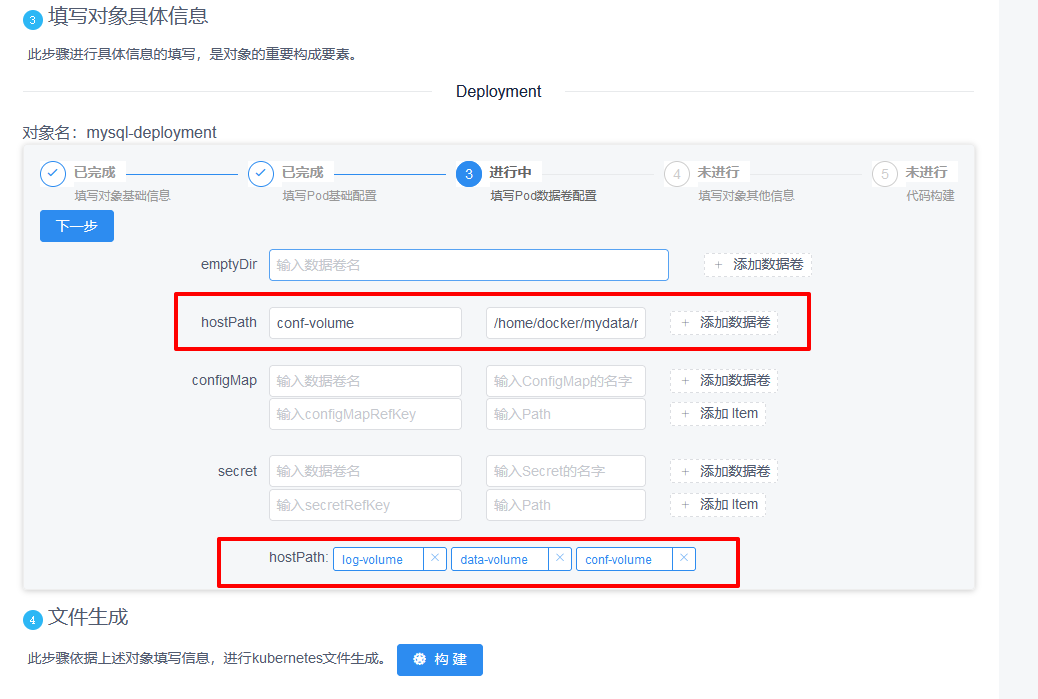 3 填写对象具体信息
此步骤进行具体信息的填写，是对象的重要构成要素。
Deployment
对象名：mysql-deployment
已完成 已完成 3 进行中 4 未进行 5 未进行
填写对象基础信息 填写Pod基础配置 填写Pod数据卷配置 填写对象其他信息 代码构建
下一步
emptyDir 输入数据卷名 + 添加数据卷
hostPath conf-volume /home/docker/mydata/r + 添加数据卷
configMap 输入数据卷名 输入ConfigMap的名字 + 添加数据卷
输入configMapRefKey 输入Path + 添加 Item
secret 输入数据卷名 输入Secret的名字 + 添加数据卷
输入secretRefKey 输入Path + 添加 Item
hostPath: log-volume × data-volume × conf-volume ×
4 文件生成
此步骤依据上述对象填写信息，进行kubernetes文件生成。 构 建